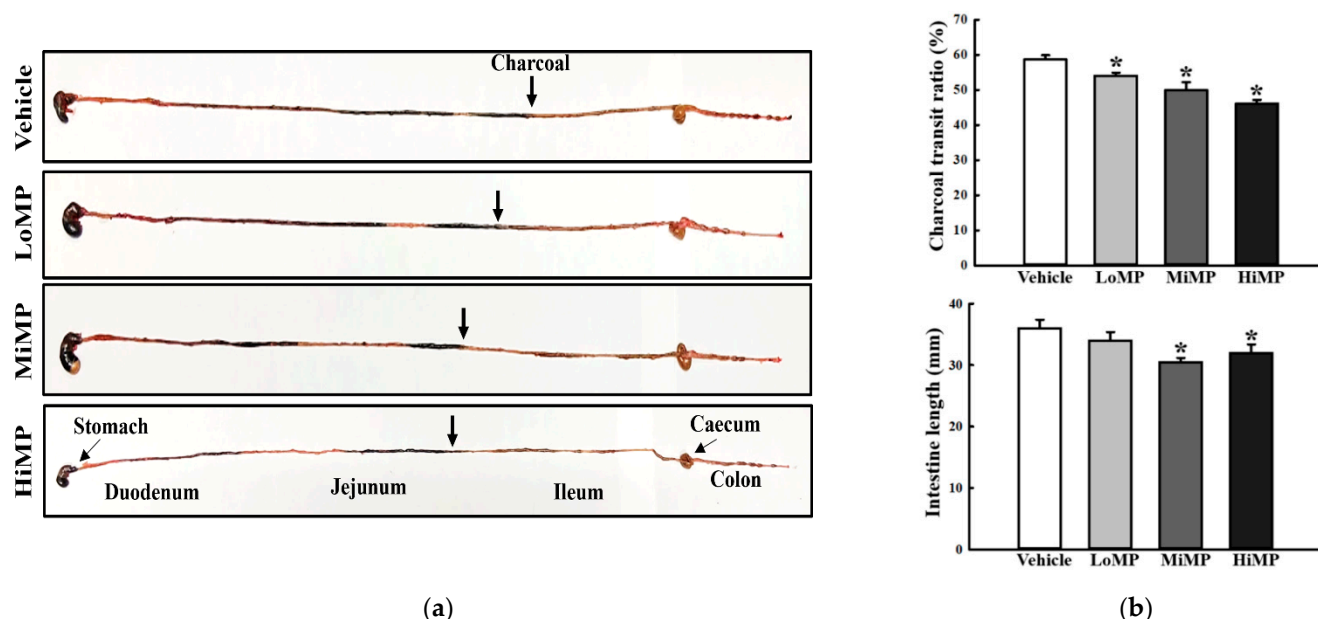 Vehicle
Charcoal
LoMP
MiMP
HiMP
Stomach
Caecum
Duodenum
Jejunum
Ileum
Colon
(a)
Charcoal transit ratio (%)
70
60
50
40
30
20
10
0
*
*
*
Vehicle LoMP MiMP HiMP
Intestine length (mm)
40
30
20
10
0
*
*
Vehicle LoMP MiMP HiMP
(b)